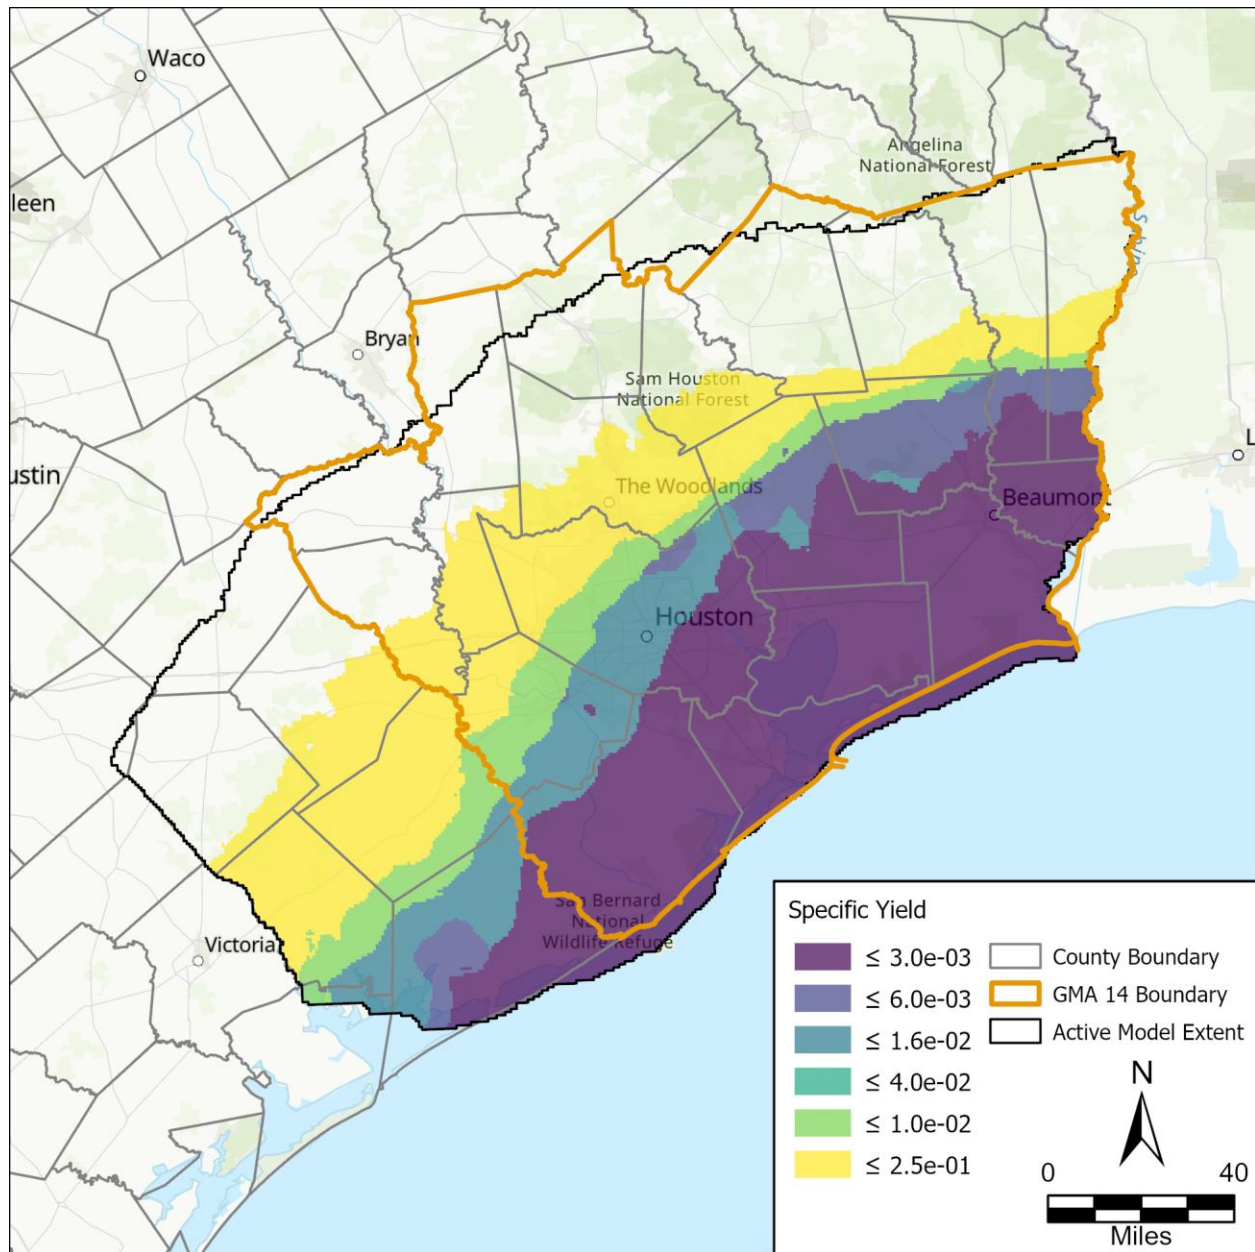 Waco
Angelina
National Forest
leen
Sabine
Bryan
Sam Houston
National Forest
ustin
L
The Woodlands
Beaumon
Houston
San Bernard
National
Wildlife Refuge
Victoria
Specific Yield
≤ 3.0e-03
≤ 6.0e-03
≤ 1.6e-02
≤ 4.0e-02
≤ 1.0e-02
≤ 2.5e-01
County Boundary
GMA 14 Boundary
Active Model Extent
N
0 40
Miles